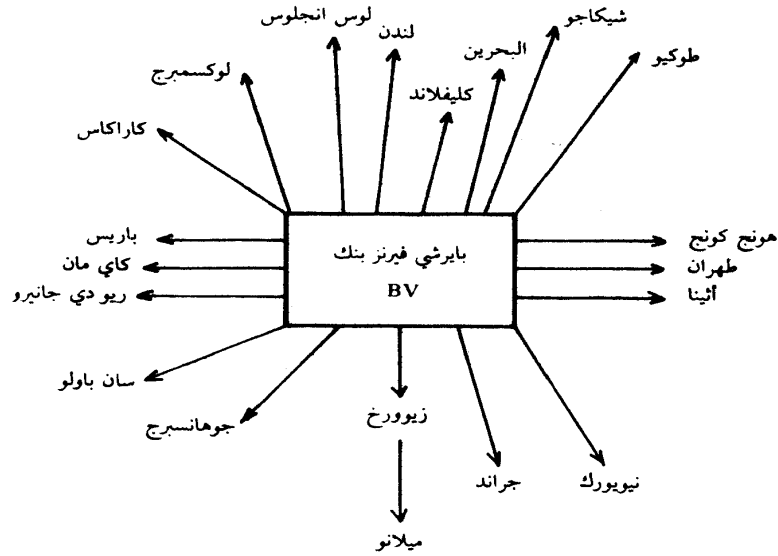 شيكاجو
لوس انجلوس
لندن
طوكيو
البحرين
لوكسمبرج
كليفلاند
كاراكاس
هونج كونج
باريس
بايرشي فيرنز بنك
طهران
كاي مان
BV
أثينا
ريو دي جانيرو
سان باولو
زيوورخ
جوهانسبرج
نيويورك
جراند
ميلانو